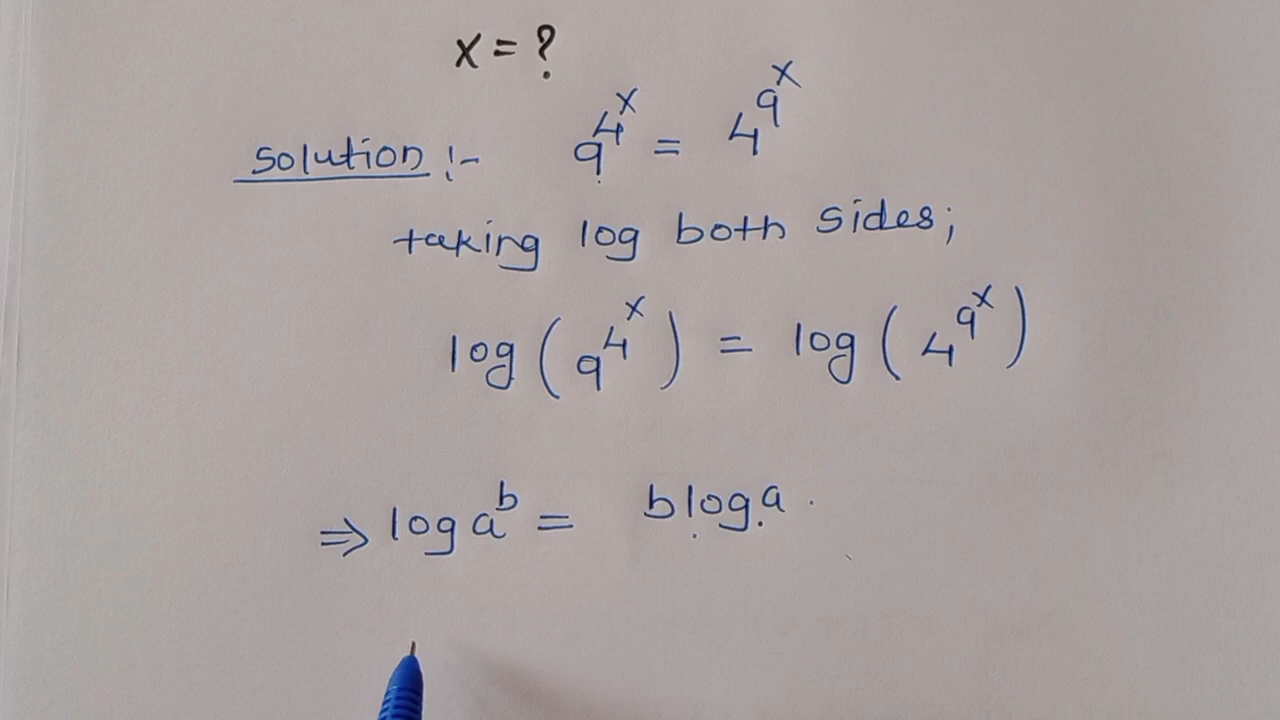 x = ?
Solution :- 9^4^x = 4^9^x
taking log both sides;
log ( 9^4^x ) = log ( 4^9^x )
⇒ log a^b = b log a .